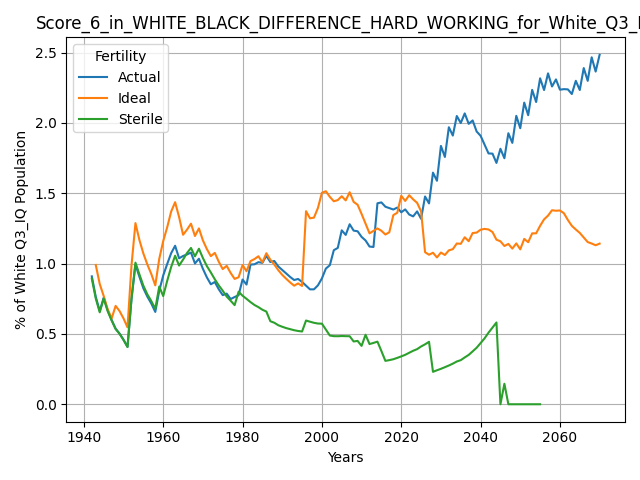 Score_6_in_WHITE_BLACK_DIFFERENCE_HARD_WORKING_for_White_Q3_I
Fertility
Actual
Ideal
Sterile
% of White Q3_IQ Population
2.5
2.0
1.5
1.0
0.5
0.0
1940 1960 1980 2000 2020 2040 2060
Years